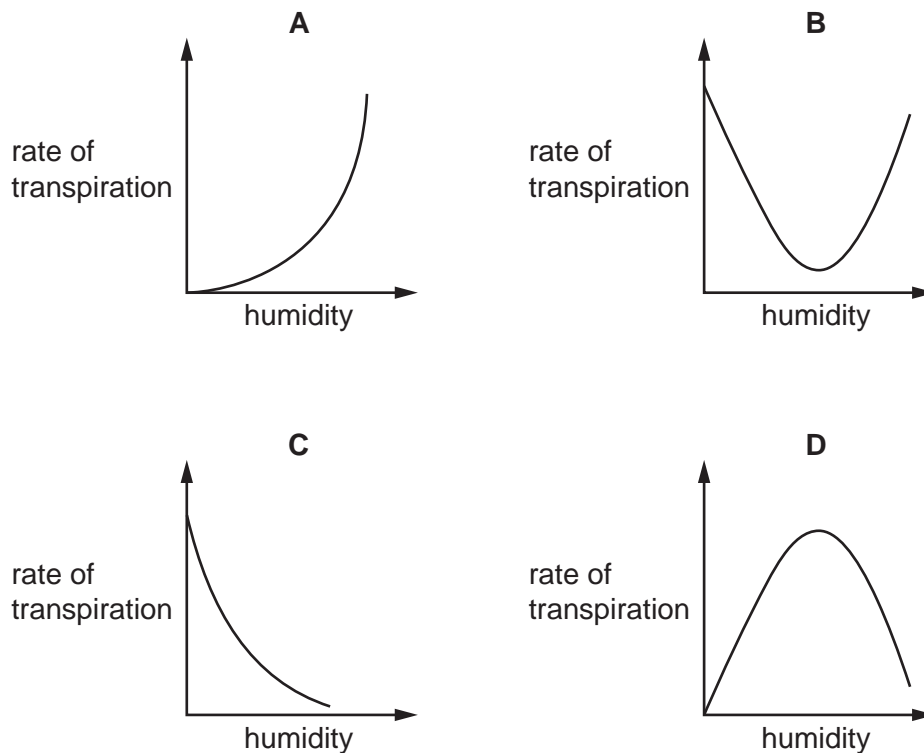 A
rate of
transpiration
humidity
B
rate of
transpiration
humidity
C
rate of
transpiration
humidity
D
rate of
transpiration
humidity